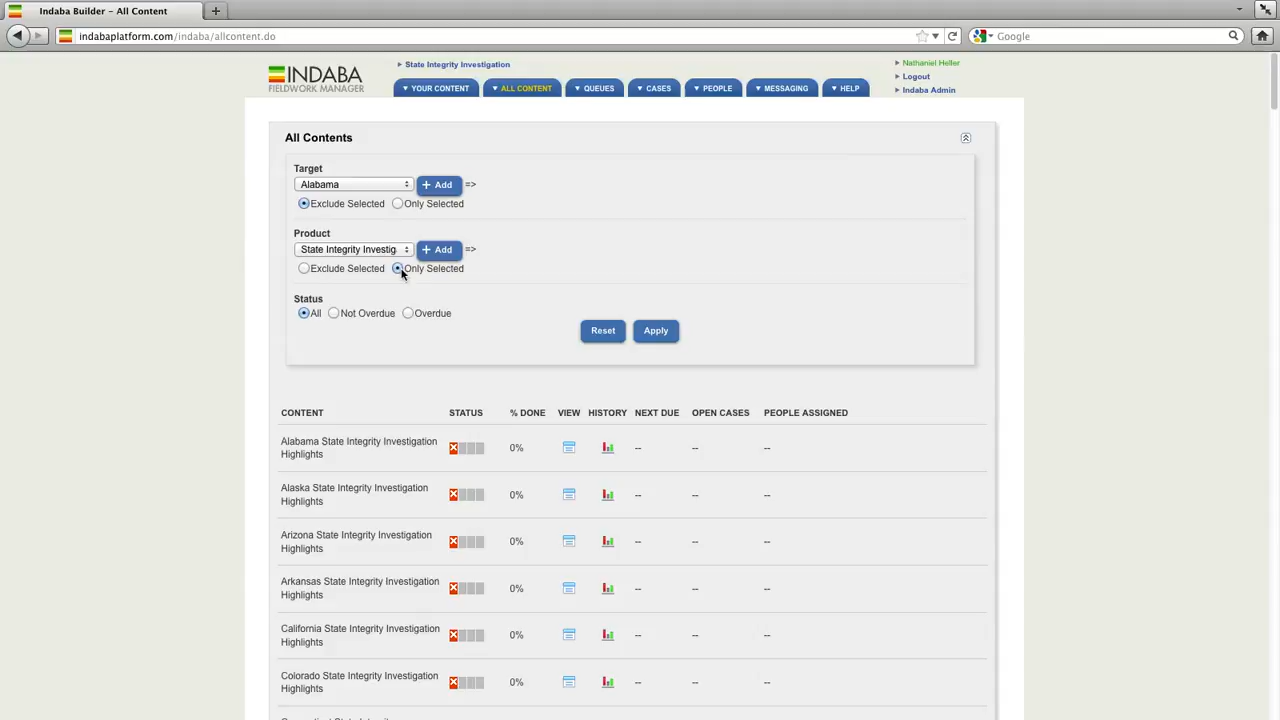 Indaba Builder – All Content
indabaplatform.com/indaba/allcontent.do
Google
INDABA
FIELDWORK MANAGER
State Integrity Investigation
YOUR CONTENT
ALL CONTENT
QUEUES
CASES
PEOPLE
MESSAGING
HELP
Nathaniel Heller
Logout
Indaba Admin
All Contents
Target
Alabama + Add =>
Exclude Selected Only Selected
Product
State Integrity Investig + Add =>
Exclude Selected Only Selected
Status
All Not Overdue Overdue
Reset Apply
CONTENT STATUS % DONE VIEW HISTORY NEXT DUE OPEN CASES PEOPLE ASSIGNED
Alabama State Integrity Investigation
Highlights
0% -- -- --
Alaska State Integrity Investigation
Highlights
0% -- -- --
Arizona State Integrity Investigation
Highlights
0% -- -- --
Arkansas State Integrity Investigation
Highlights
0% -- -- --
California State Integrity Investigation
Highlights
0% -- -- --
Colorado State Integrity Investigation
Highlights
0% -- -- --